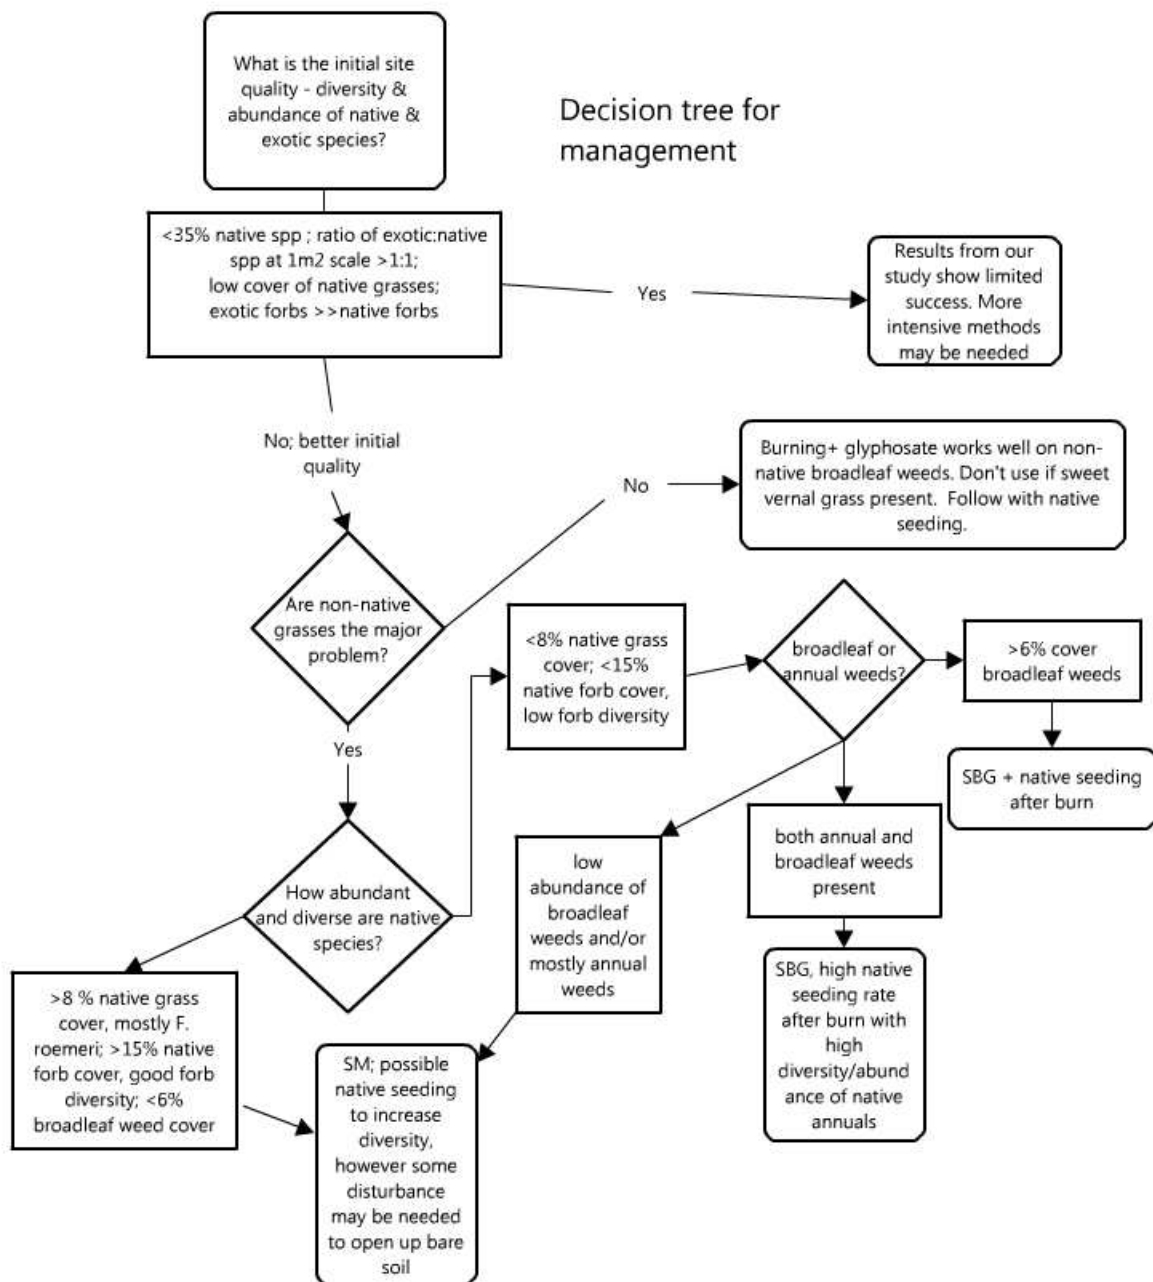 What is the initial site
quality - diversity &
abundance of native &
exotic species?
Decision tree for
management
<35% native spp ; ratio of exotic:native
spp at 1m2 scale >1:1;
low cover of native grasses;
exotic forbs >>native forbs
Yes
Results from our
study show limited
success. More
intensive methods
may be needed
No; better initial
quality
No
Burning+ glyphosate works well on non-
native broadleaf weeds. Don't use if sweet
vernal grass present.  Follow with native
seeding.
Are non-native
grasses the major
problem?
<8% native grass
cover; <15%
native forb cover,
low forb diversity
broadleaf or
annual weeds?
>6% cover
broadleaf weeds
Yes
SBG + native seeding
after burn
How abundant
and diverse are native
species?
low
abundance of
broadleaf
weeds and/or
mostly annual
weeds
both annual and
broadleaf weeds
present
>8 % native grass
cover, mostly F.
roemeri; >15% native
forb cover, good forb
diversity; <6%
broadleaf weed cover
SM; possible
native seeding
to increase
diversity,
however some
disturbance
may be needed
to open up bare
soil
SBG, high native
seeding rate
after burn with
high
diversity/abund
ance of native
annuals